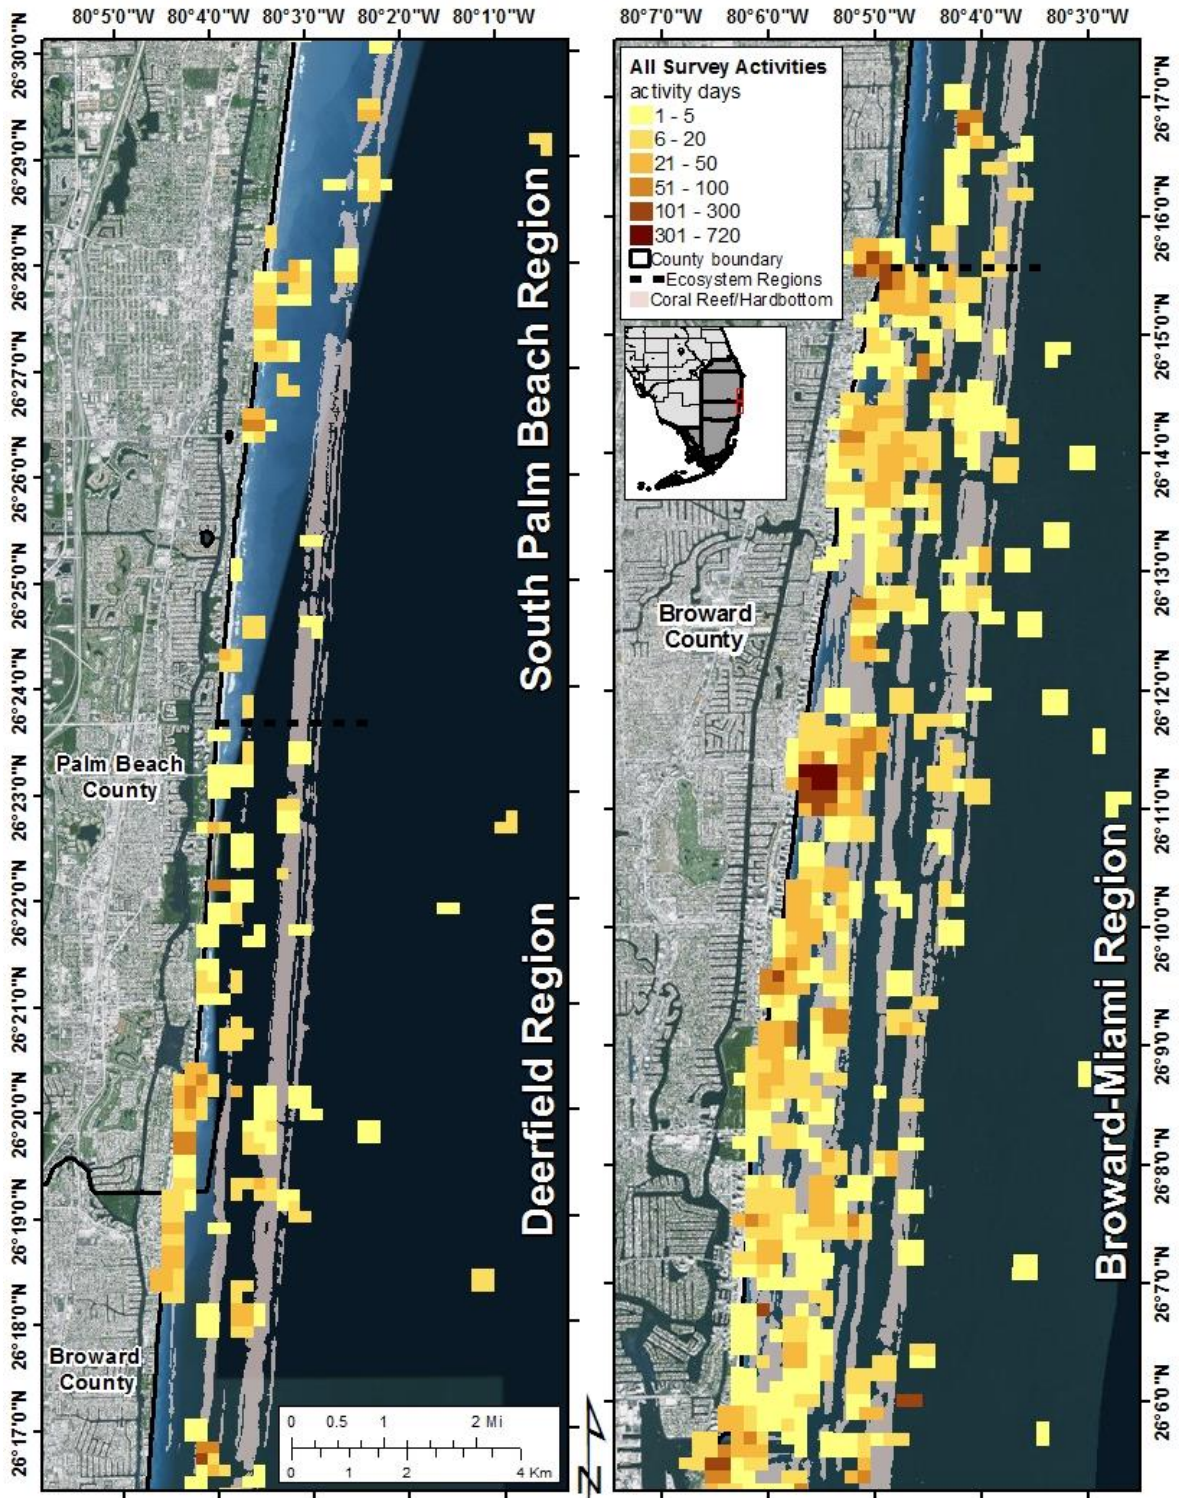 80°5'0"W 80°4'0"W 80°3'0"W 80°2'0"W 80°1'0"W
80°7'0"W 80°6'0"W 80°5'0"W 80°4'0"W 80°3'0"W
26°30'0"N
26°29'0"N
26°28'0"N
26°27'0"N
26°26'0"N
26°25'0"N
26°24'0"N
26°23'0"N
26°22'0"N
26°21'0"N
26°20'0"N
26°19'0"N
26°18'0"N
26°17'0"N
South Palm Beach Region
Palm Beach
County
Deerfield Region
Broward
County
0 0.5 1 2 Mi
0 1 2 4 Km
N
All Survey Activities
activity days
1 - 5
6 - 20
21 - 50
51 - 100
101 - 300
301 - 720
County boundary
Ecosystem Regions
Coral Reef/Hardbottom
Broward
County
Broward-Miami Region
26°17'0"N
26°16'0"N
26°15'0"N
26°14'0"N
26°13'0"N
26°12'0"N
26°11'0"N
26°10'0"N
26°9'0"N
26°8'0"N
26°7'0"N
26°6'0"N